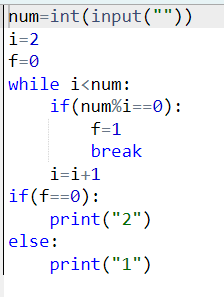 num=int(input(""))
i=2
f=0
while i<num:
    if(num%i==0):
        f=1
        break
    i=i+1
if(f==0):
    print("2")
else:
    print("1")